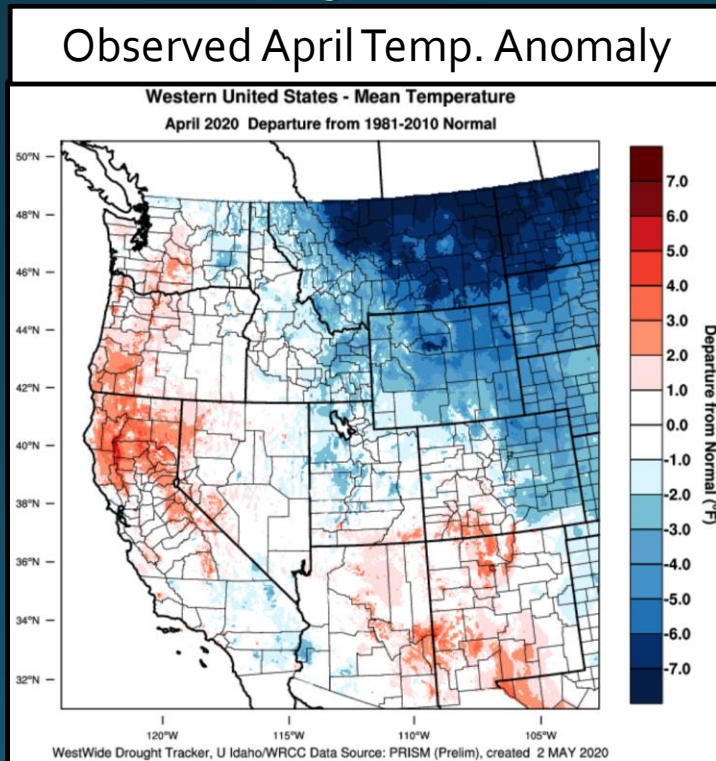 Observed April Temp. Anomaly
Western United States - Mean Temperature
April 2020 Departure from 1981-2010 Normal
50°N
48°N
46°N
44°N
42°N
40°N
38°N
36°N
34°N
32°N
120°W
115°W
110°W
105°W
7.0
6.0
5.0
4.0
3.0
2.0
1.0
0.0
-1.0
-2.0
-3.0
-4.0
-5.0
-6.0
-7.0
Departure from Normal (°F)
WestWide Drought Tracker, U Idaho/WRCC Data Source: PRISM (Prelim), created 2 MAY 2020